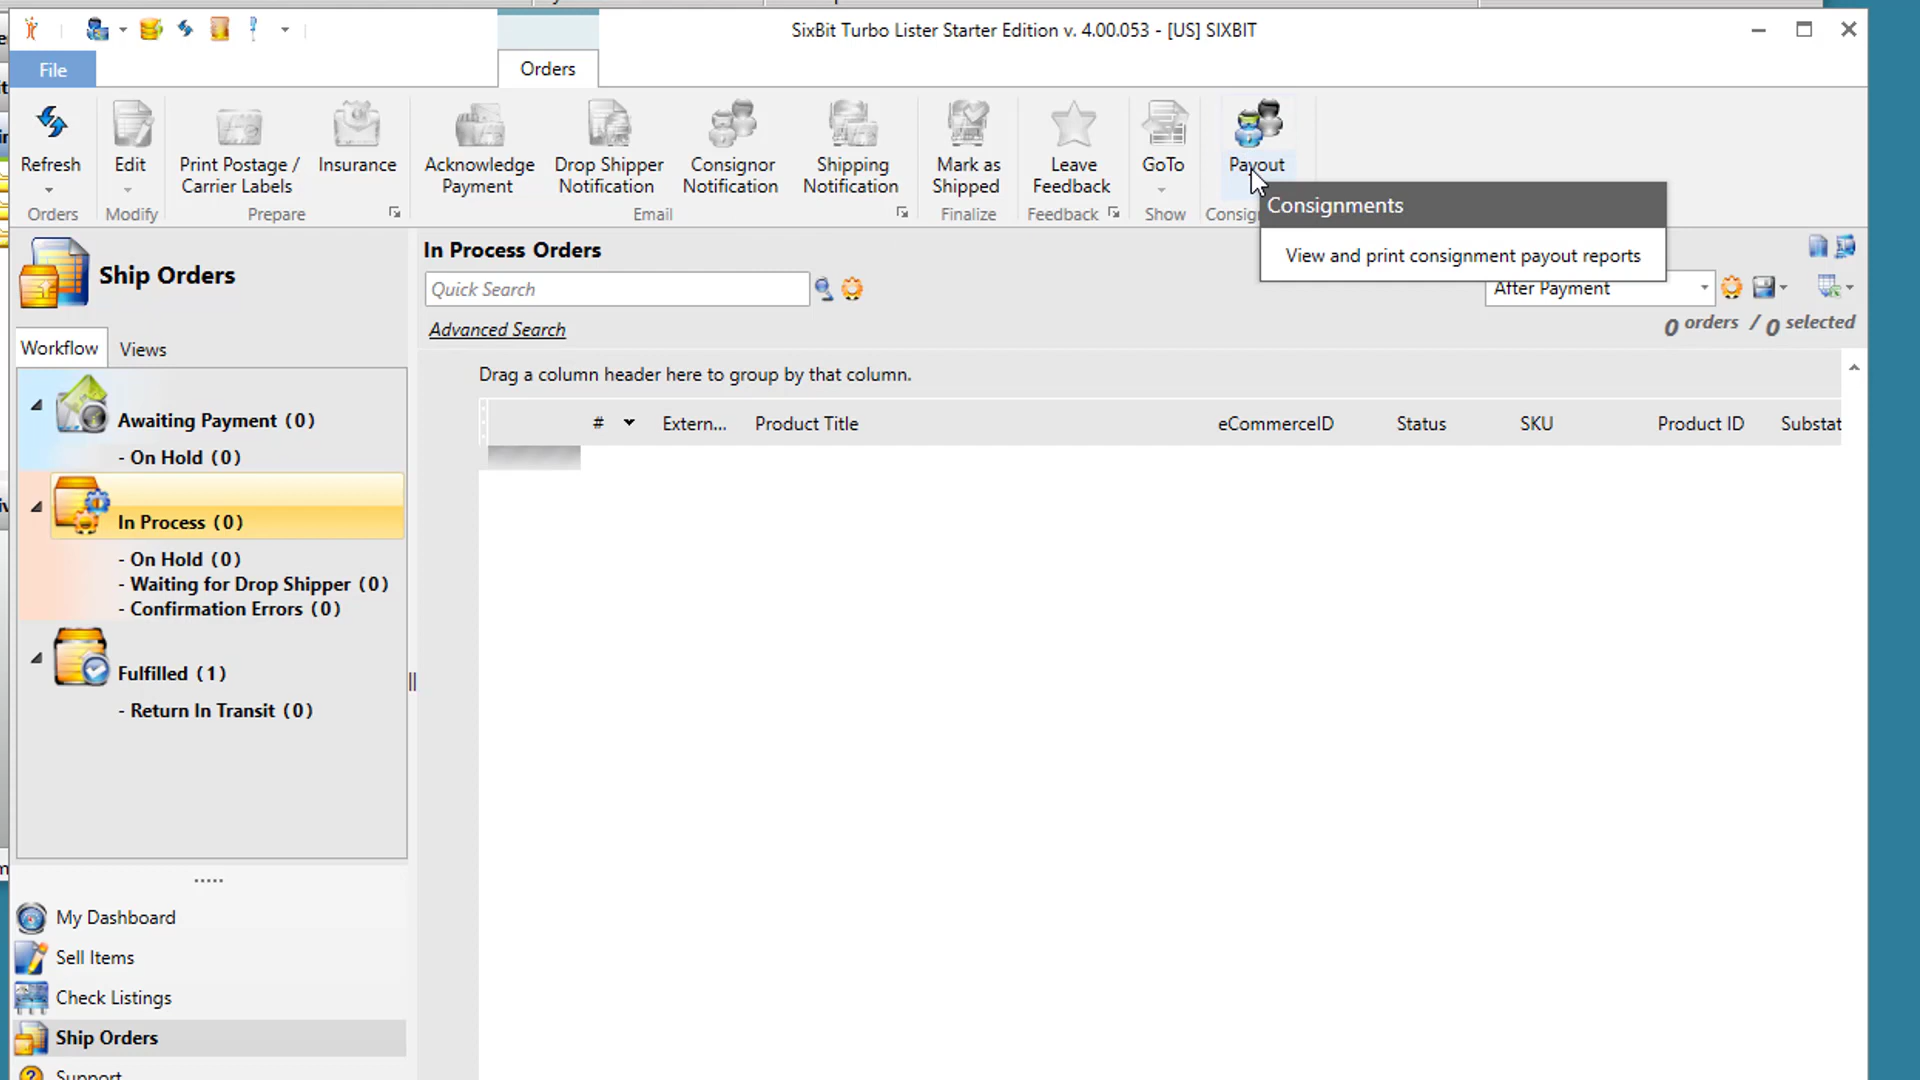 SixBit Turbo Lister Starter Edition v. 4.00.053 - [US] SIXBIT
File
Orders
Refresh
Edit
Print Postage /
Carrier Labels
Insurance
Acknowledge
Payment
Drop Shipper
Notification
Consignor
Notification
Shipping
Notification
Mark as
Shipped
Leave
Feedback
GoTo
Payout
Orders
Modify
Prepare
Email
Finalize
Feedback
Show
Consig
Consignments
View and print consignment payout reports
Ship Orders
In Process Orders
Quick Search
After Payment
Advanced Search
0 orders / 0 selected
Workflow
Views
Drag a column header here to group by that column.
# Extern... Product Title eCommerceID Status SKU Product ID Substat
Awaiting Payment (0)
- On Hold (0)
In Process (0)
- On Hold (0)
- Waiting for Drop Shipper (0)
- Confirmation Errors (0)
Fulfilled (1)
- Return In Transit (0)
My Dashboard
Sell Items
Check Listings
Ship Orders
Support